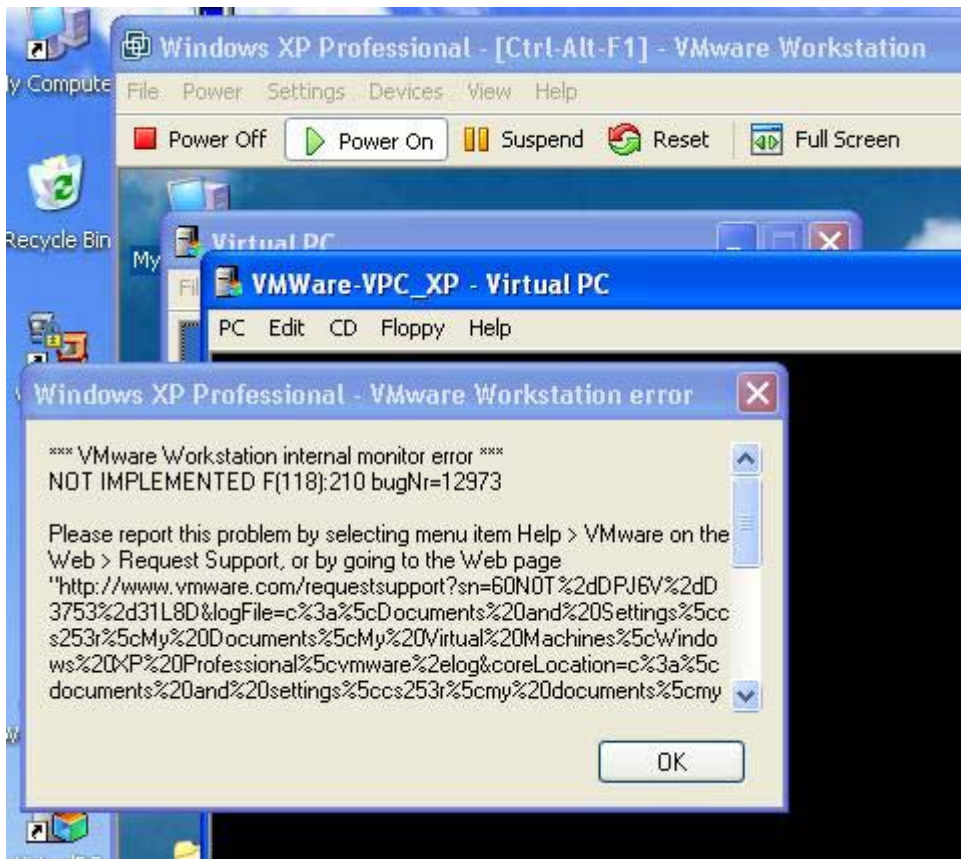 Windows XP Professional - [Ctrl-Alt-F1] - VMware Workstation
My Compute
File Power Settings Devices View Help
Power Off Power On Suspend Reset Full Screen
Recycle Bin
My
Virtual PC
Fil
VMWare-VPC_XP - Virtual PC
PC Edit CD Floppy Help
Windows XP Professional - VMware Workstation error
*** VMware Workstation internal monitor error ***
NOT IMPLEMENTED F(118):210 bugNr=12973
Please report this problem by selecting menu item Help > VMware on the
Web > Request Support, or by going to the Web page
"http://www.vmware.com/requestsupport?sn=60N0T%2dDPJ6V%2dD
3753%2d31L8D&logFile=c%3a%5cDocuments%20and%20Settings%5cc
s253r%5cMy%20Documents%5cMy%20Virtual%20Machines%5cWindo
ws%20XP%20Professional%5cvmware%2elog&coreLocation=c%3a%5c
documents%20and%20settings%5ccs253r%5cmy%20documents%5cmy
OK